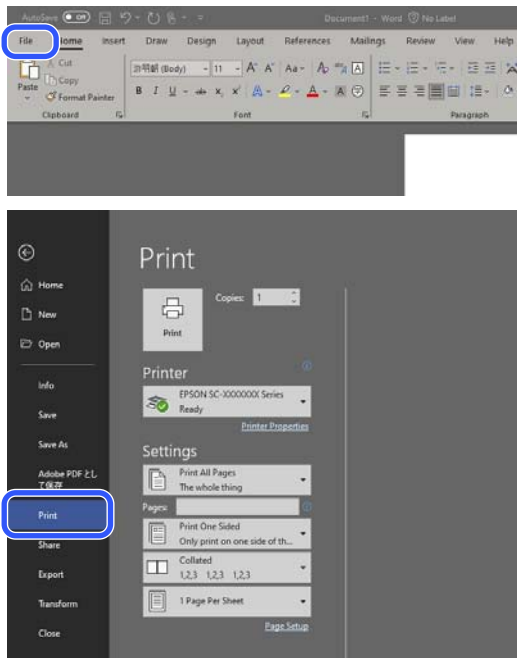 AutoSave Off Document1 - Word No Label
File Home Insert Draw Design Layout References Mailings Review View Help
Cut
Copy
Paste
Format Painter
(Body) 11 A A Aa A
B I U ab x x A A A
Clipboard Font Paragraph
Print
Home
New
Open
Info
Save
Save As
Adobe PDF とし
て保存
Print
Share
Export
Transform
Close
Copies: 1
Print
Printer
EPSON SC-XXXXXXX Series
Ready
Printer Properties
Settings
Print All Pages
The whole thing
Pages:
Print One Sided
Only print on one side of th...
Collated
1,2,3 1,2,3 1,2,3
1 Page Per Sheet
Page Setup